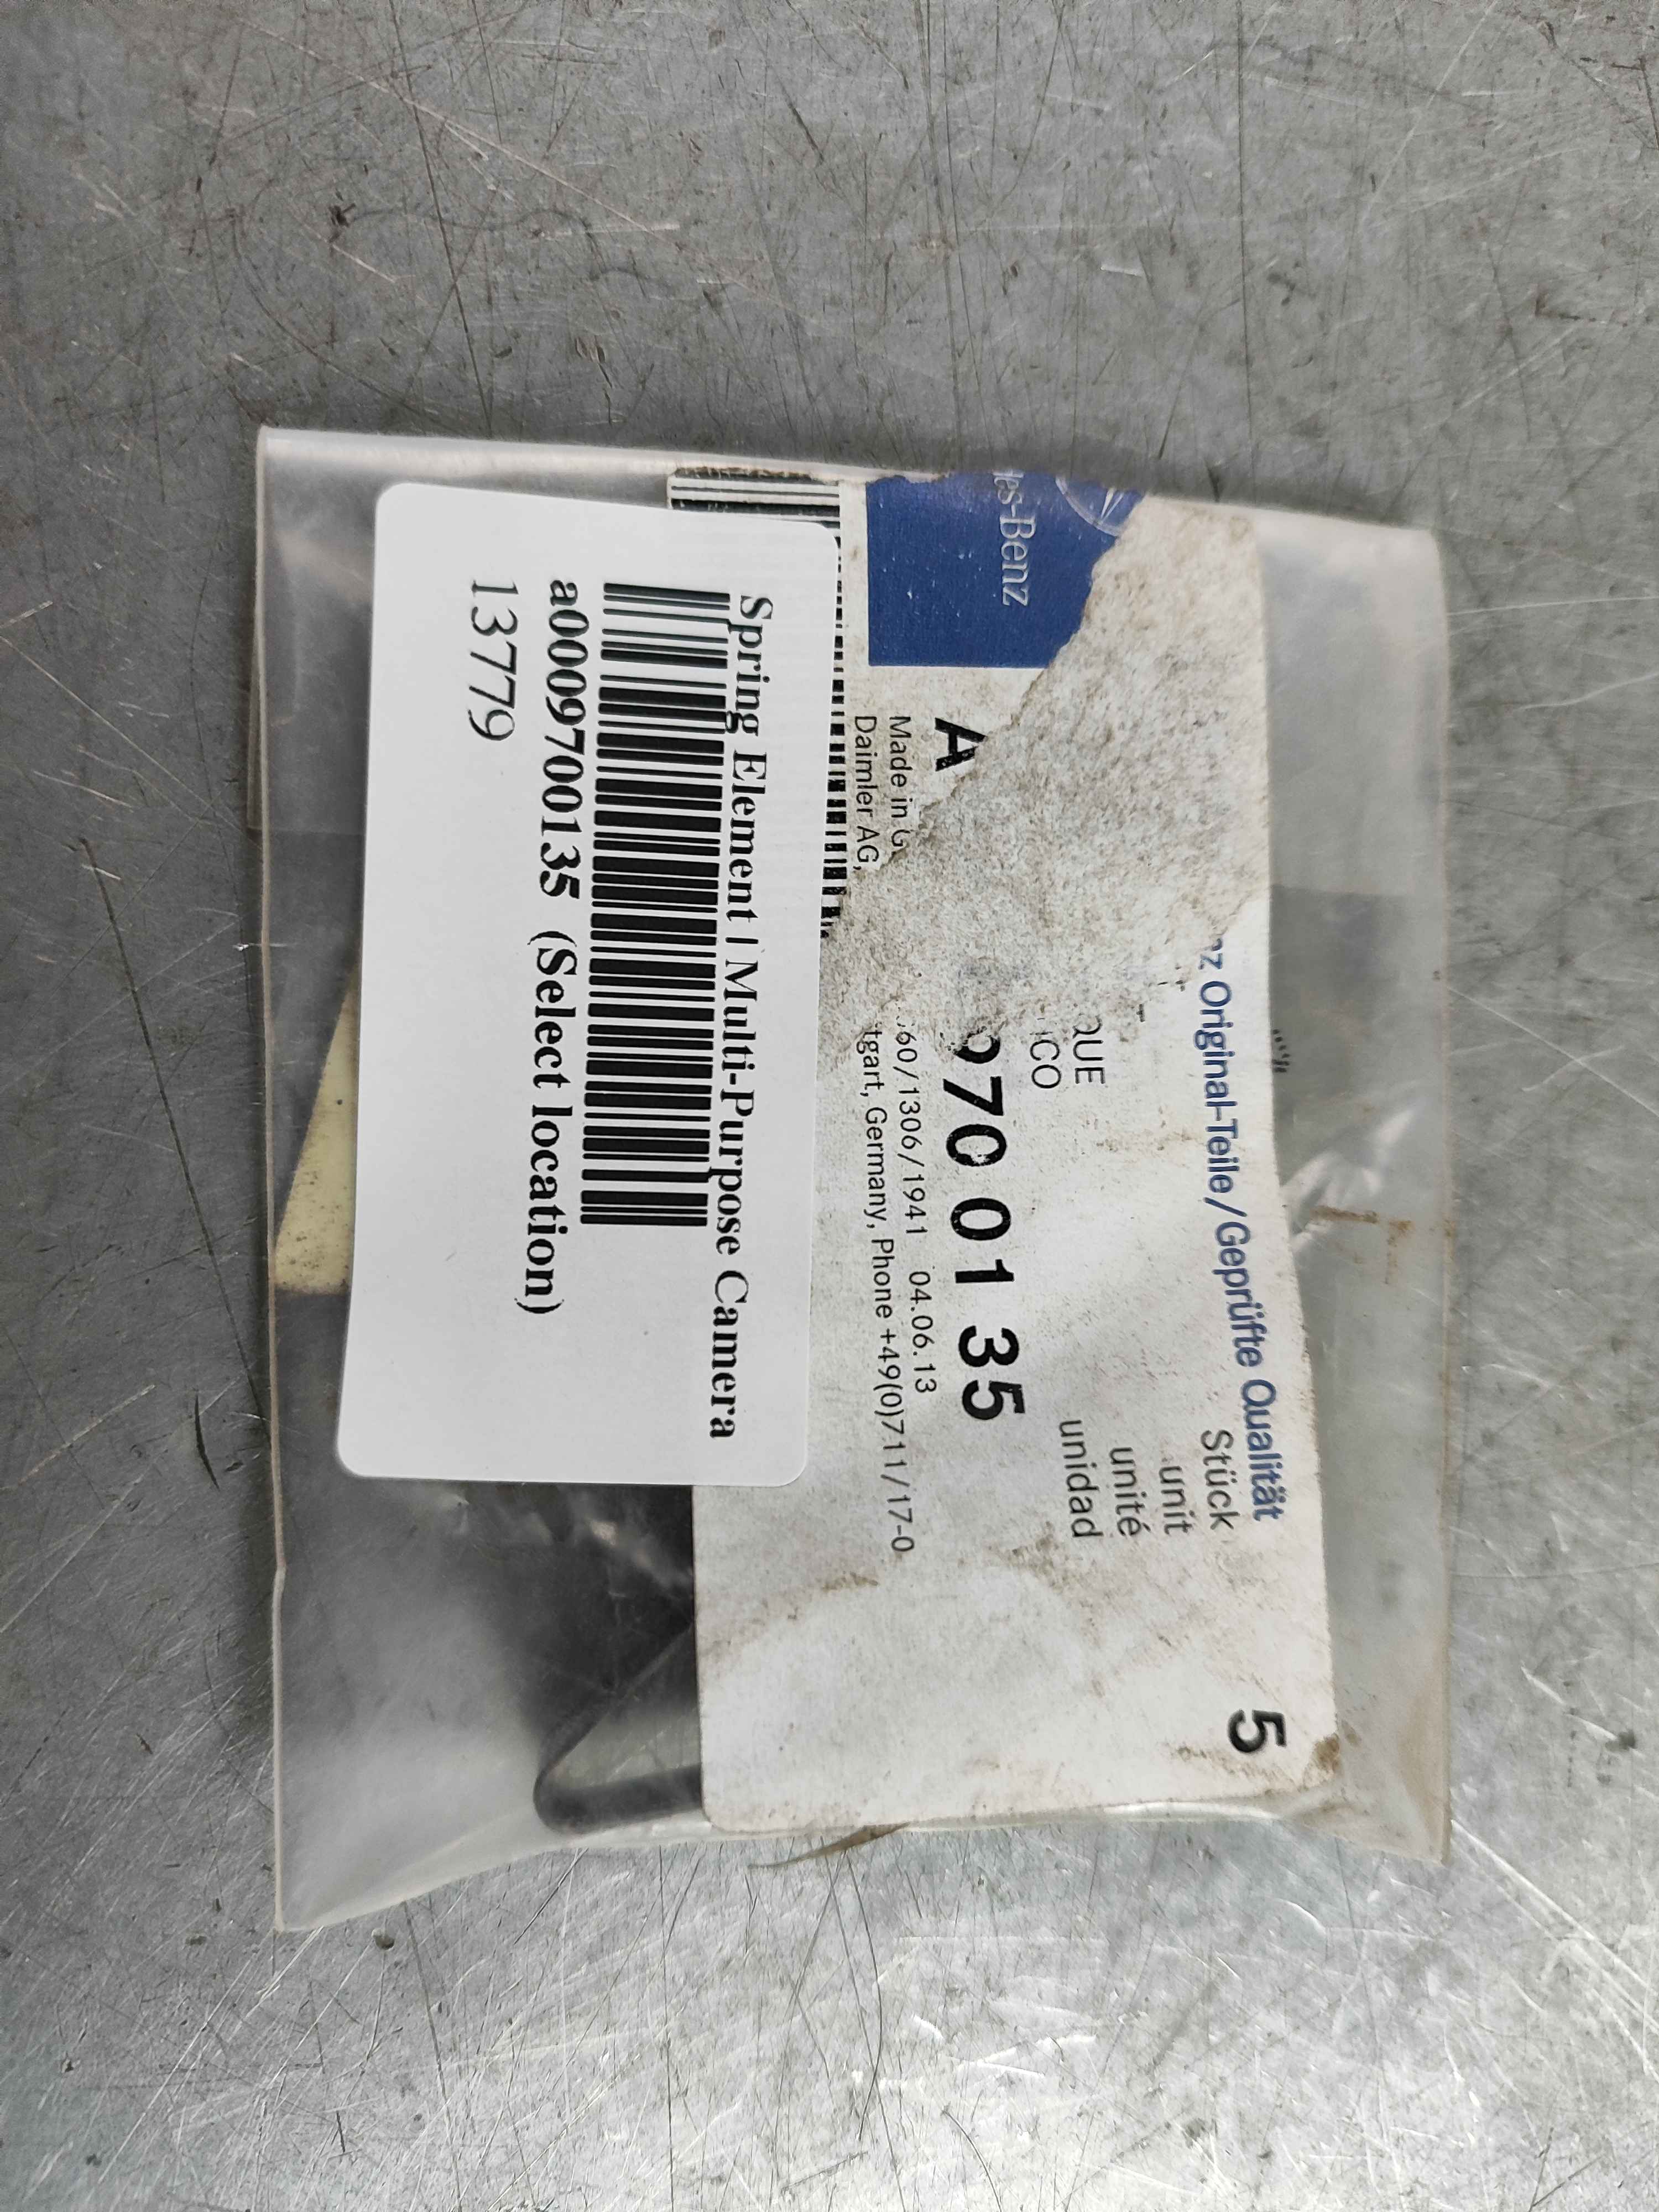 nz Original-Teile/Geprüfte Qualität
Stück
5
unit
unité
unidad
QUE
ICO
es-Benz
A
970 01 35
Made in G
60/1306/1941 04.06.13
Daimler AG,
tgart, Germany, Phone +49(0)711/17-0
Spring Element | Multi-Purpose Camera
a0009700135 (Select location)
13779